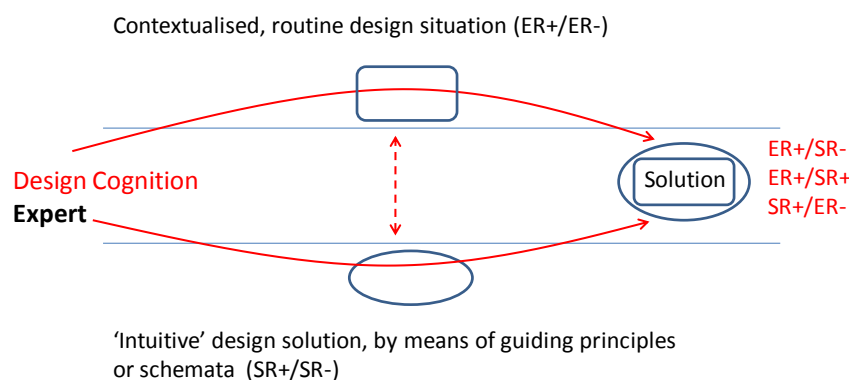 Contextualised, routine design situation (ER+/ER-)
Design Cognition
Expert
Solution
ER+/SR-
ER+/SR+
SR+/ER-
‘Intuitive’ design solution, by means of guiding principles
or schemata  (SR+/SR-)